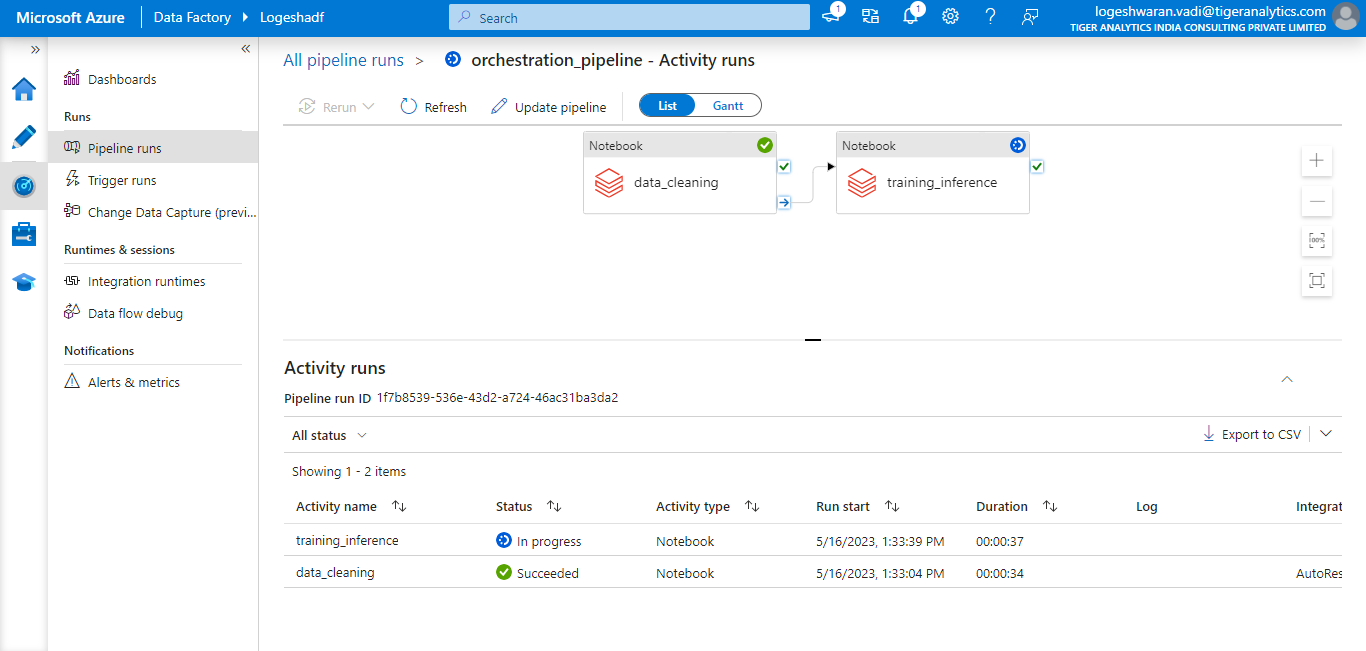 Microsoft Azure
Data Factory
Logeshadf
Search
1
1
logeshwaran.vadi@tigeranalytics.com
TIGER ANALYTICS INDIA CONSULTING PRIVATE LIMITED
Dashboards
Runs
Pipeline runs
Trigger runs
Change Data Capture (previ...
Runtimes & sessions
Integration runtimes
Data flow debug
Notifications
Alerts & metrics
All pipeline runs > orchestration_pipeline - Activity runs
Rerun
Refresh
Update pipeline
List
Gantt
Notebook
data_cleaning
Notebook
training_inference
100%
Activity runs
Pipeline run ID 1f7b8539-536e-43d2-a724-46ac31ba3da2
All status
Export to CSV
Showing 1 - 2 items
Activity name Status Activity type Run start Duration Log Integrat
training_inference In progress Notebook 5/16/2023, 1:33:39 PM 00:00:37
data_cleaning Succeeded Notebook 5/16/2023, 1:33:04 PM 00:00:34 AutoRes